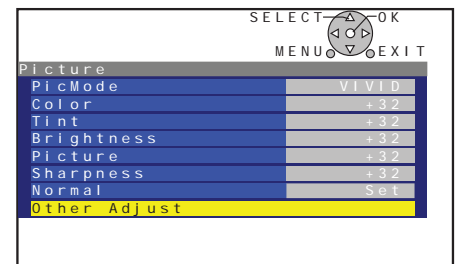 SELECT OK
MENU EXIT
Picture
PicMode VIVID
Color +32
Tint +32
Brightness +32
Picture +32
Sharpness +32
Normal Set
Other Adjust